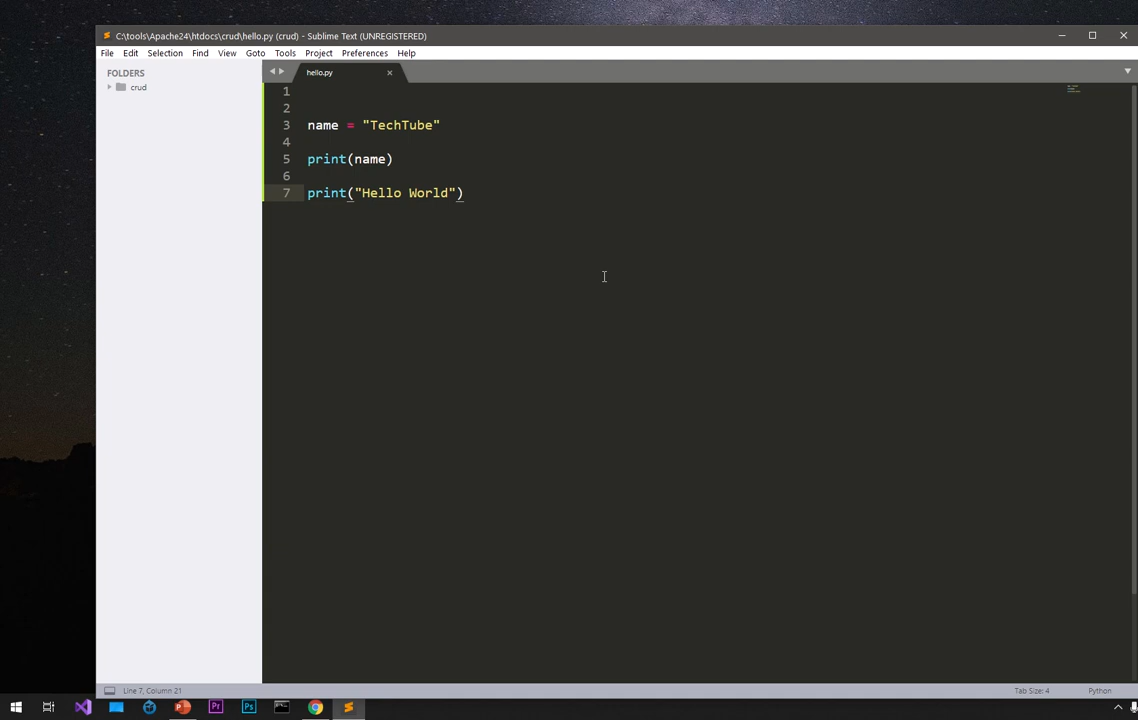 C:\tools\Apache24\htdocs\crud\hello.py (crud) - Sublime Text (UNREGISTERED)
File Edit Selection Find View Goto Tools Project Preferences Help
FOLDERS
crud
hello.py
1
2
3 name = "TechTube"
4
5 print(name)
6
7 print("Hello World")
Line 7, Column 21
Tab Size: 4
Python
Pr
Ps